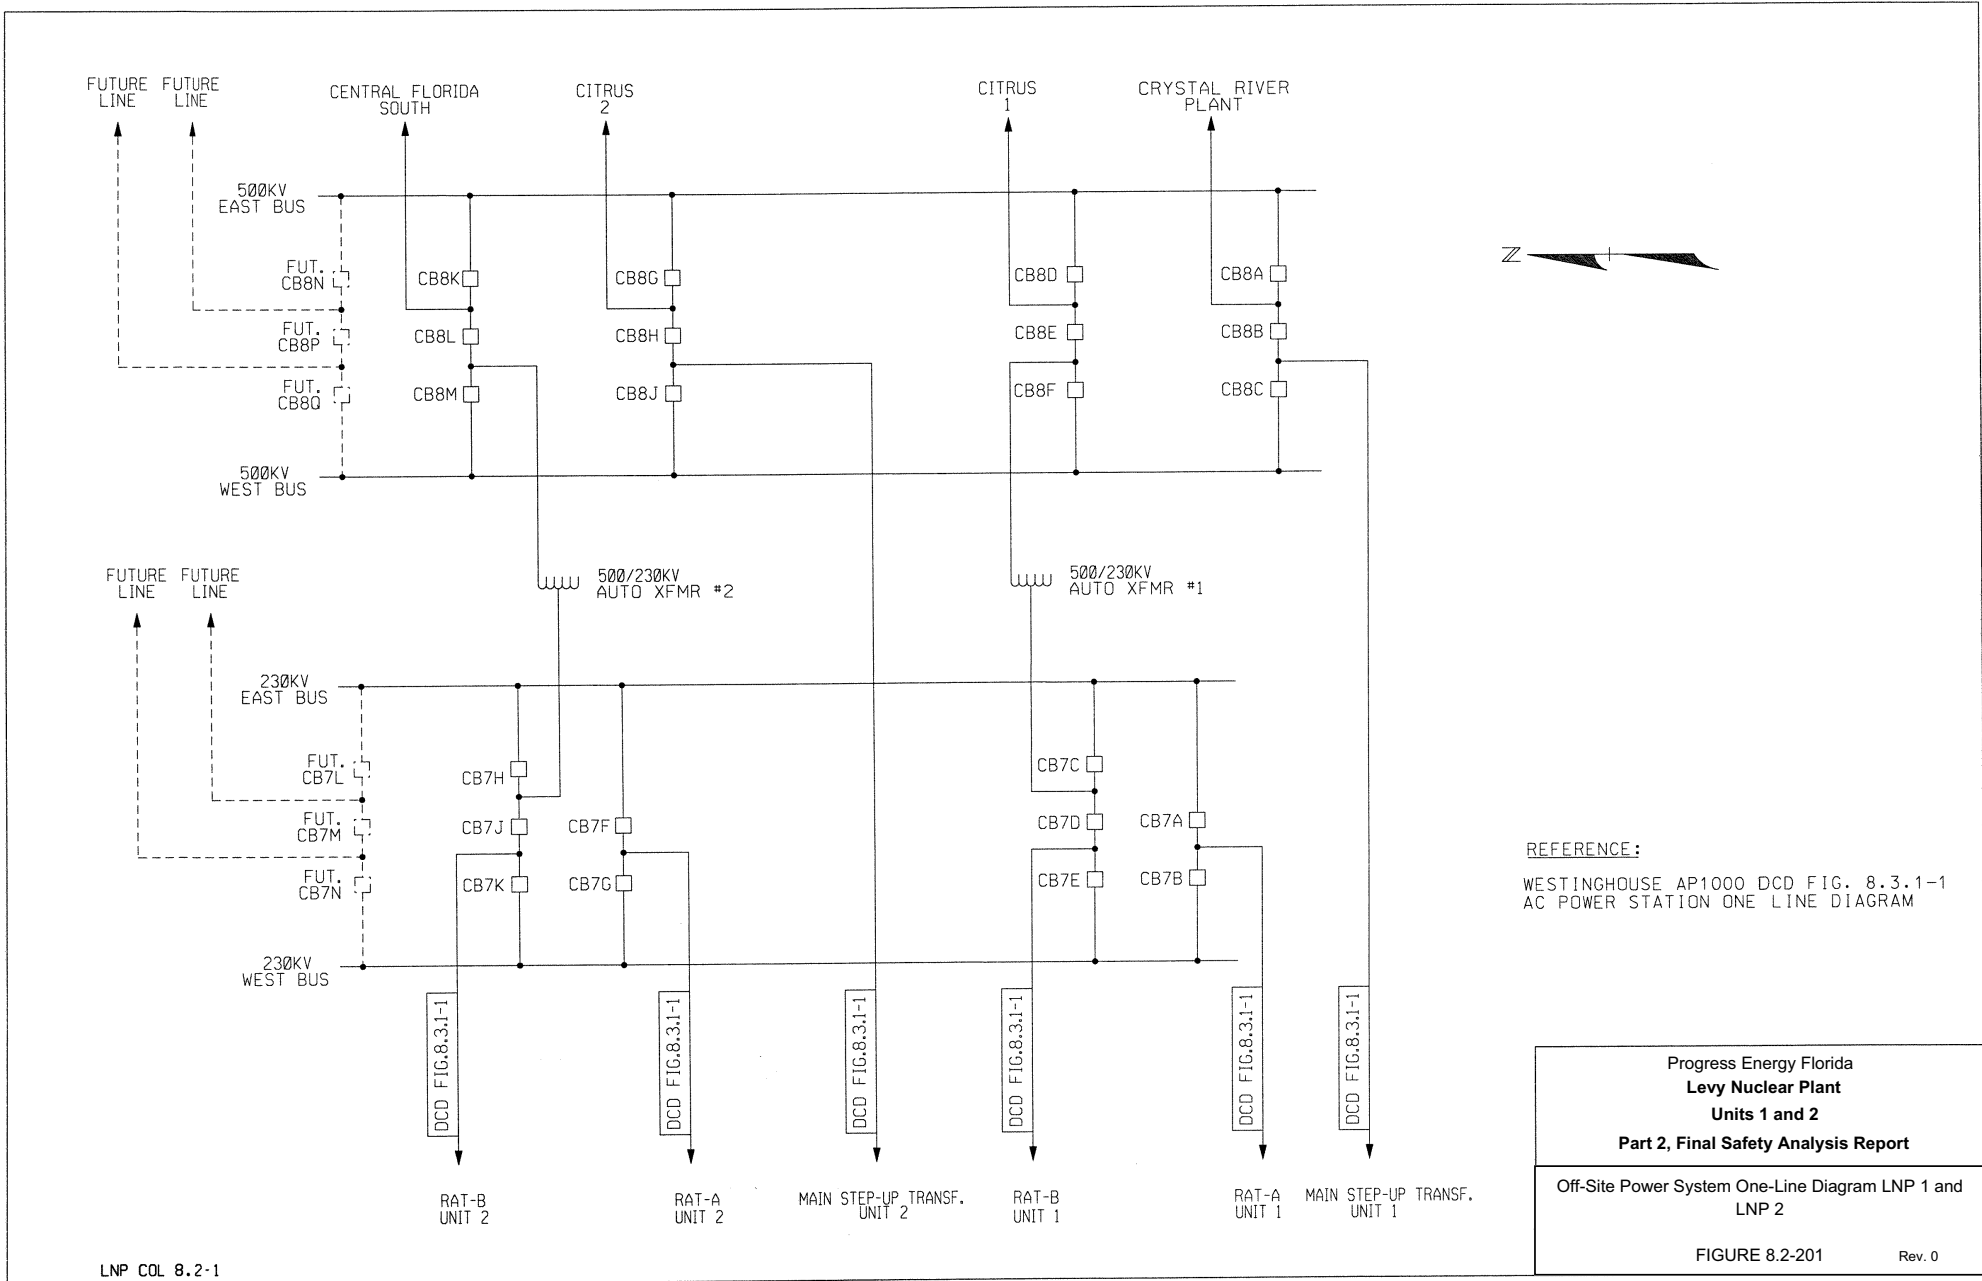 FUTURE LINE
FUTURE LINE
CENTRAL FLORIDA
SOUTH
CITRUS
2
CITRUS
1
CRYSTAL RIVER
PLANT
500KV
EAST BUS
FUT.
CB8N
CB8K
CB8G
CB8D
CB8A
FUT.
CB8P
CB8L
CB8H
CB8E
CB8B
FUT.
CB8Q
CB8M
CB8J
CB8F
CB8C
500KV
WEST BUS
N
FUTURE LINE
FUTURE LINE
500/230KV
AUTO XFMR #2
500/230KV
AUTO XFMR #1
230KV
EAST BUS
FUT.
CB7L
CB7H
CB7C
FUT.
CB7M
CB7J
CB7F
CB7D
CB7A
FUT.
CB7N
CB7K
CB7G
CB7E
CB7B
230KV
WEST BUS
REFERENCE:
WESTINGHOUSE AP1000 DCD FIG. 8.3.1-1
AC POWER STATION ONE LINE DIAGRAM
DCD FIG.8.3.1-1
DCD FIG.8.3.1-1
DCD FIG.8.3.1-1
DCD FIG.8.3.1-1
DCD FIG.8.3.1-1
DCD FIG.8.3.1-1
RAT-B
UNIT 2
RAT-A
UNIT 2
MAIN STEP-UP TRANSF.
UNIT 2
RAT-B
UNIT 1
RAT-A
UNIT 1
MAIN STEP-UP TRANSF.
UNIT 1
Progress Energy Florida
Levy Nuclear Plant
Units 1 and 2
Part 2, Final Safety Analysis Report
Off-Site Power System One-Line Diagram LNP 1 and
LNP 2
FIGURE 8.2-201 Rev. 0
LNP COL 8.2-1